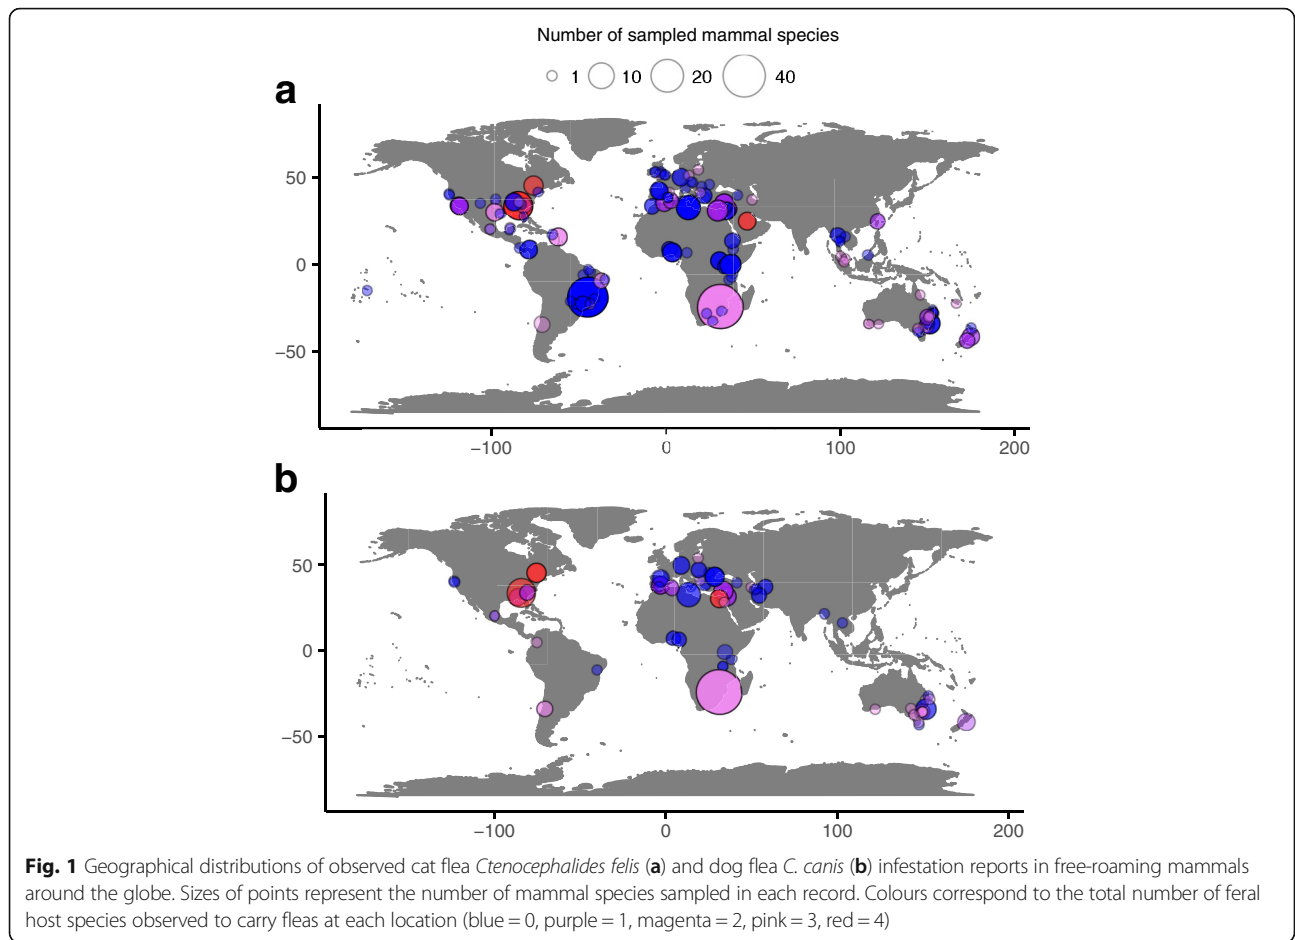 Number of sampled mammal species
1 10 20 40
a
50
0
−50
−100 0 100 200
b
50
0
−50
−100 0 100 200
Fig. 1 Geographical distributions of observed cat flea Ctenocephalides felis (a) and dog flea C. canis (b) infestation reports in free-roaming mammals
around the globe. Sizes of points represent the number of mammal species sampled in each record. Colours correspond to the total number of feral
host species observed to carry fleas at each location (blue = 0, purple = 1, magenta = 2, pink = 3, red = 4)